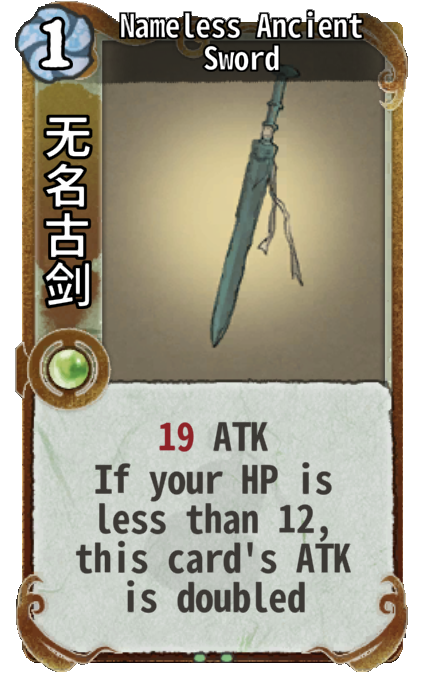 1
Nameless Ancient
Sword
无名古剑
19 ATK
If your HP is
less than 12,
this card's ATK
is doubled